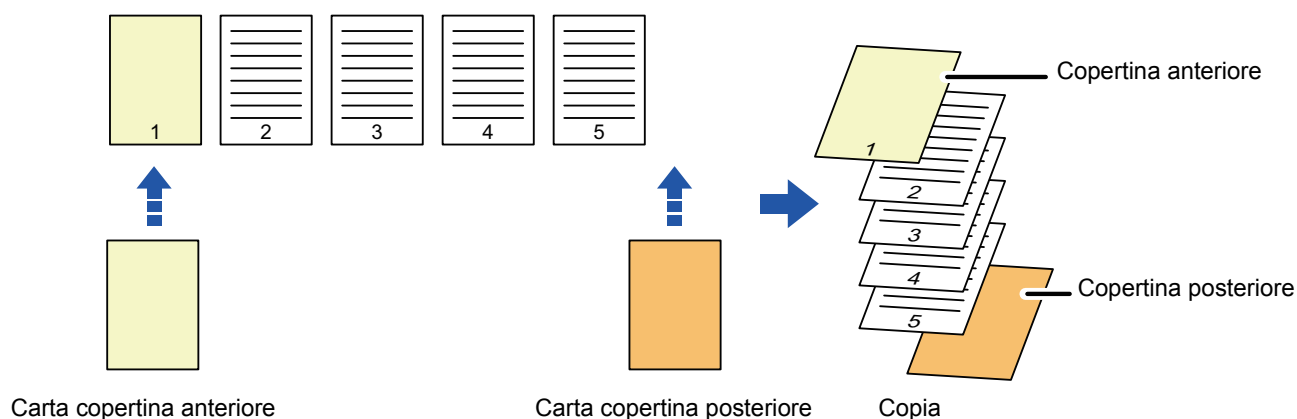 1 2 3 4 5
Copertina anteriore
1
2
3
4
5
Copertina posteriore
Carta copertina anteriore Carta copertina posteriore Copia